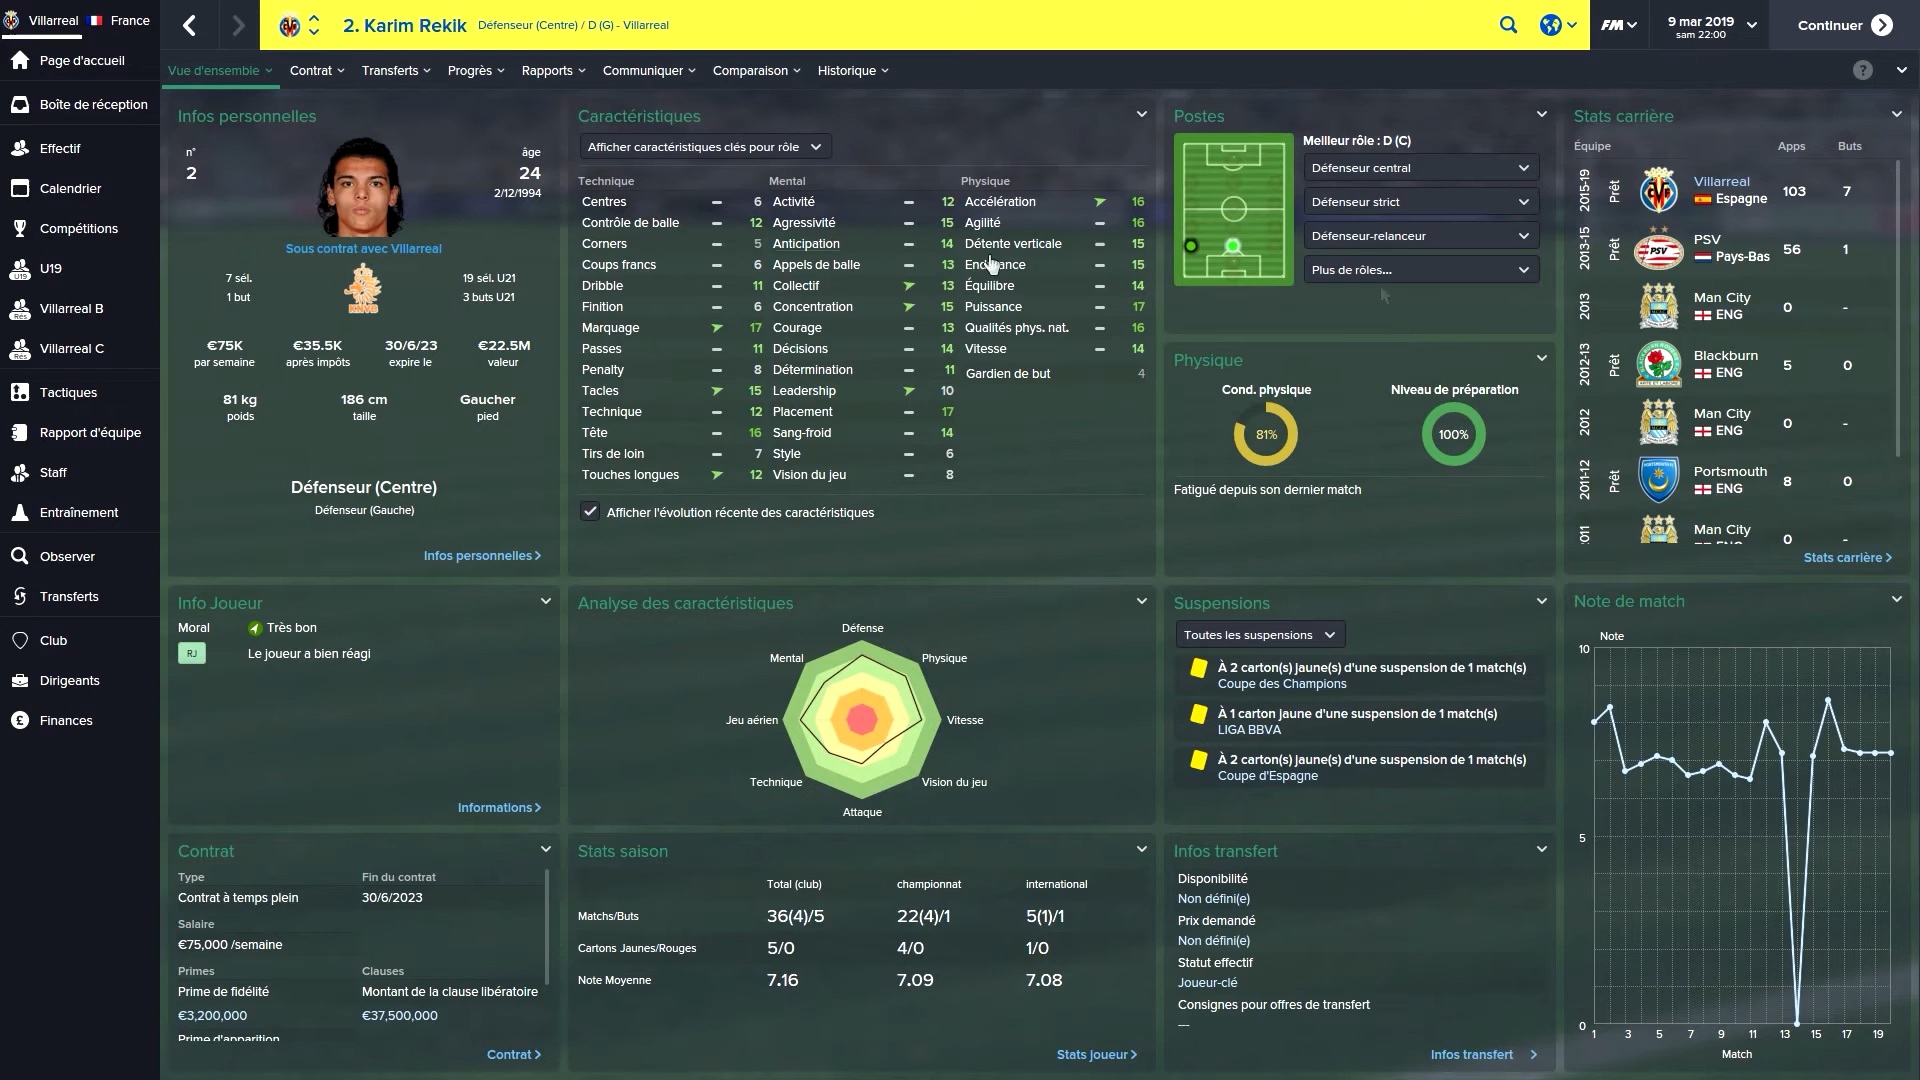 Villarreal
France
2. Karim Rekik
Défenseur (Centre) / D (G) - Villarreal
FM
9 mar 2019
sam 22:00
Continuer
Page d'accueil
Boîte de réception
Effectif
Calendrier
Compétitions
U19
U19
Villarreal B
Rés
Villarreal C
Rés
Tactiques
Rapport d'équipe
Staff
Entraînement
Observer
Transferts
Club
Dirigeants
Finances
Vue d'ensemble
Contrat
Transferts
Progrès
Rapports
Communiquer
Comparaison
Historique
?
Infos personnelles
n°
2
âge
24
2/12/1994
Sous contrat avec Villarreal
7 sél.
1 but
KNVB
19 sél. U21
3 buts U21
€75K
par semaine
€35.5K
après impôts
30/6/23
expire le
€22.5M
valeur
81 kg
poids
186 cm
taille
Gaucher
pied
Défenseur (Centre)
Défenseur (Gauche)
Infos personnelles
Caractéristiques
Afficher caractéristiques clés pour rôle
Technique Mental Physique
Centres 6 Activité 12 Accélération 16
Contrôle de balle 12 Agressivité 15 Agilité 16
Corners 5 Anticipation 14 Détente verticale 15
Coups francs 6 Appels de balle 13 Endurance 15
Dribble 11 Collectif 13 Équilibre 14
Finition 6 Concentration 15 Puissance 17
Marquage 17 Courage 13 Qualités phys. nat. 16
Passes 11 Décisions 14 Vitesse 14
Penalty 8 Détermination 11 Gardien de but 4
Tacles 15 Leadership 10
Technique 12 Placement 17
Tête 16 Sang-froid 14
Tirs de loin 7 Style 6
Touches longues 12 Vision du jeu 8
Afficher l'évolution récente des caractéristiques
Postes
Meilleur rôle : D (C)
Défenseur central
Défenseur strict
Défenseur-relanceur
Plus de rôles...
Physique
Cond. physique
81%
Niveau de préparation
100%
Fatigué depuis son dernier match
Stats carrière
Équipe Apps Buts
2015-19 Prêt Villarreal Espagne 103 7
2013-15 Prêt PSV Pays-Bas 56 1
2013 Man City ENG 0 -
2012-13 Prêt Blackburn ENG 5 0
2012 Man City ENG 0 -
2011-12 Prêt Portsmouth ENG 8 0
Man City ENG 0 -
Stats carrière
Info Joueur
Moral Très bon
RJ Le joueur a bien réagi
Informations
Analyse des caractéristiques
Défense
Mental
Physique
Jeu aérien
Vitesse
Technique
Vision du jeu
Attaque
Suspensions
Toutes les suspensions
À 2 carton(s) jaune(s) d'une suspension de 1 match(s)
Coupe des Champions
À 1 carton jaune d'une suspension de 1 match(s)
LIGA BBVA
À 2 carton(s) jaune(s) d'une suspension de 1 match(s)
Coupe d'Espagne
Note de match
Note
10
5
0
1 3 5 7 9 11 13 15 17 19
Match
Contrat
Type
Contrat à temps plein
Fin du contrat
30/6/2023
Salaire
€75,000 /semaine
Primes
Prime de fidélité
€3,200,000
Clauses
Montant de la clause libératoire
€37,500,000
Prime d'apparition
Contrat
Stats saison
Total (club) championnat international
Matchs/Buts 36(4)/5 22(4)/1 5(1)/1
Cartons Jaunes/Rouges 5/0 4/0 1/0
Note Moyenne 7.16 7.09 7.08
Stats joueur
Infos transfert
Disponibilité
Non défini(e)
Prix demandé
Non défini(e)
Statut effectif
Joueur-clé
Consignes pour offres de transfert
---
Infos transfert